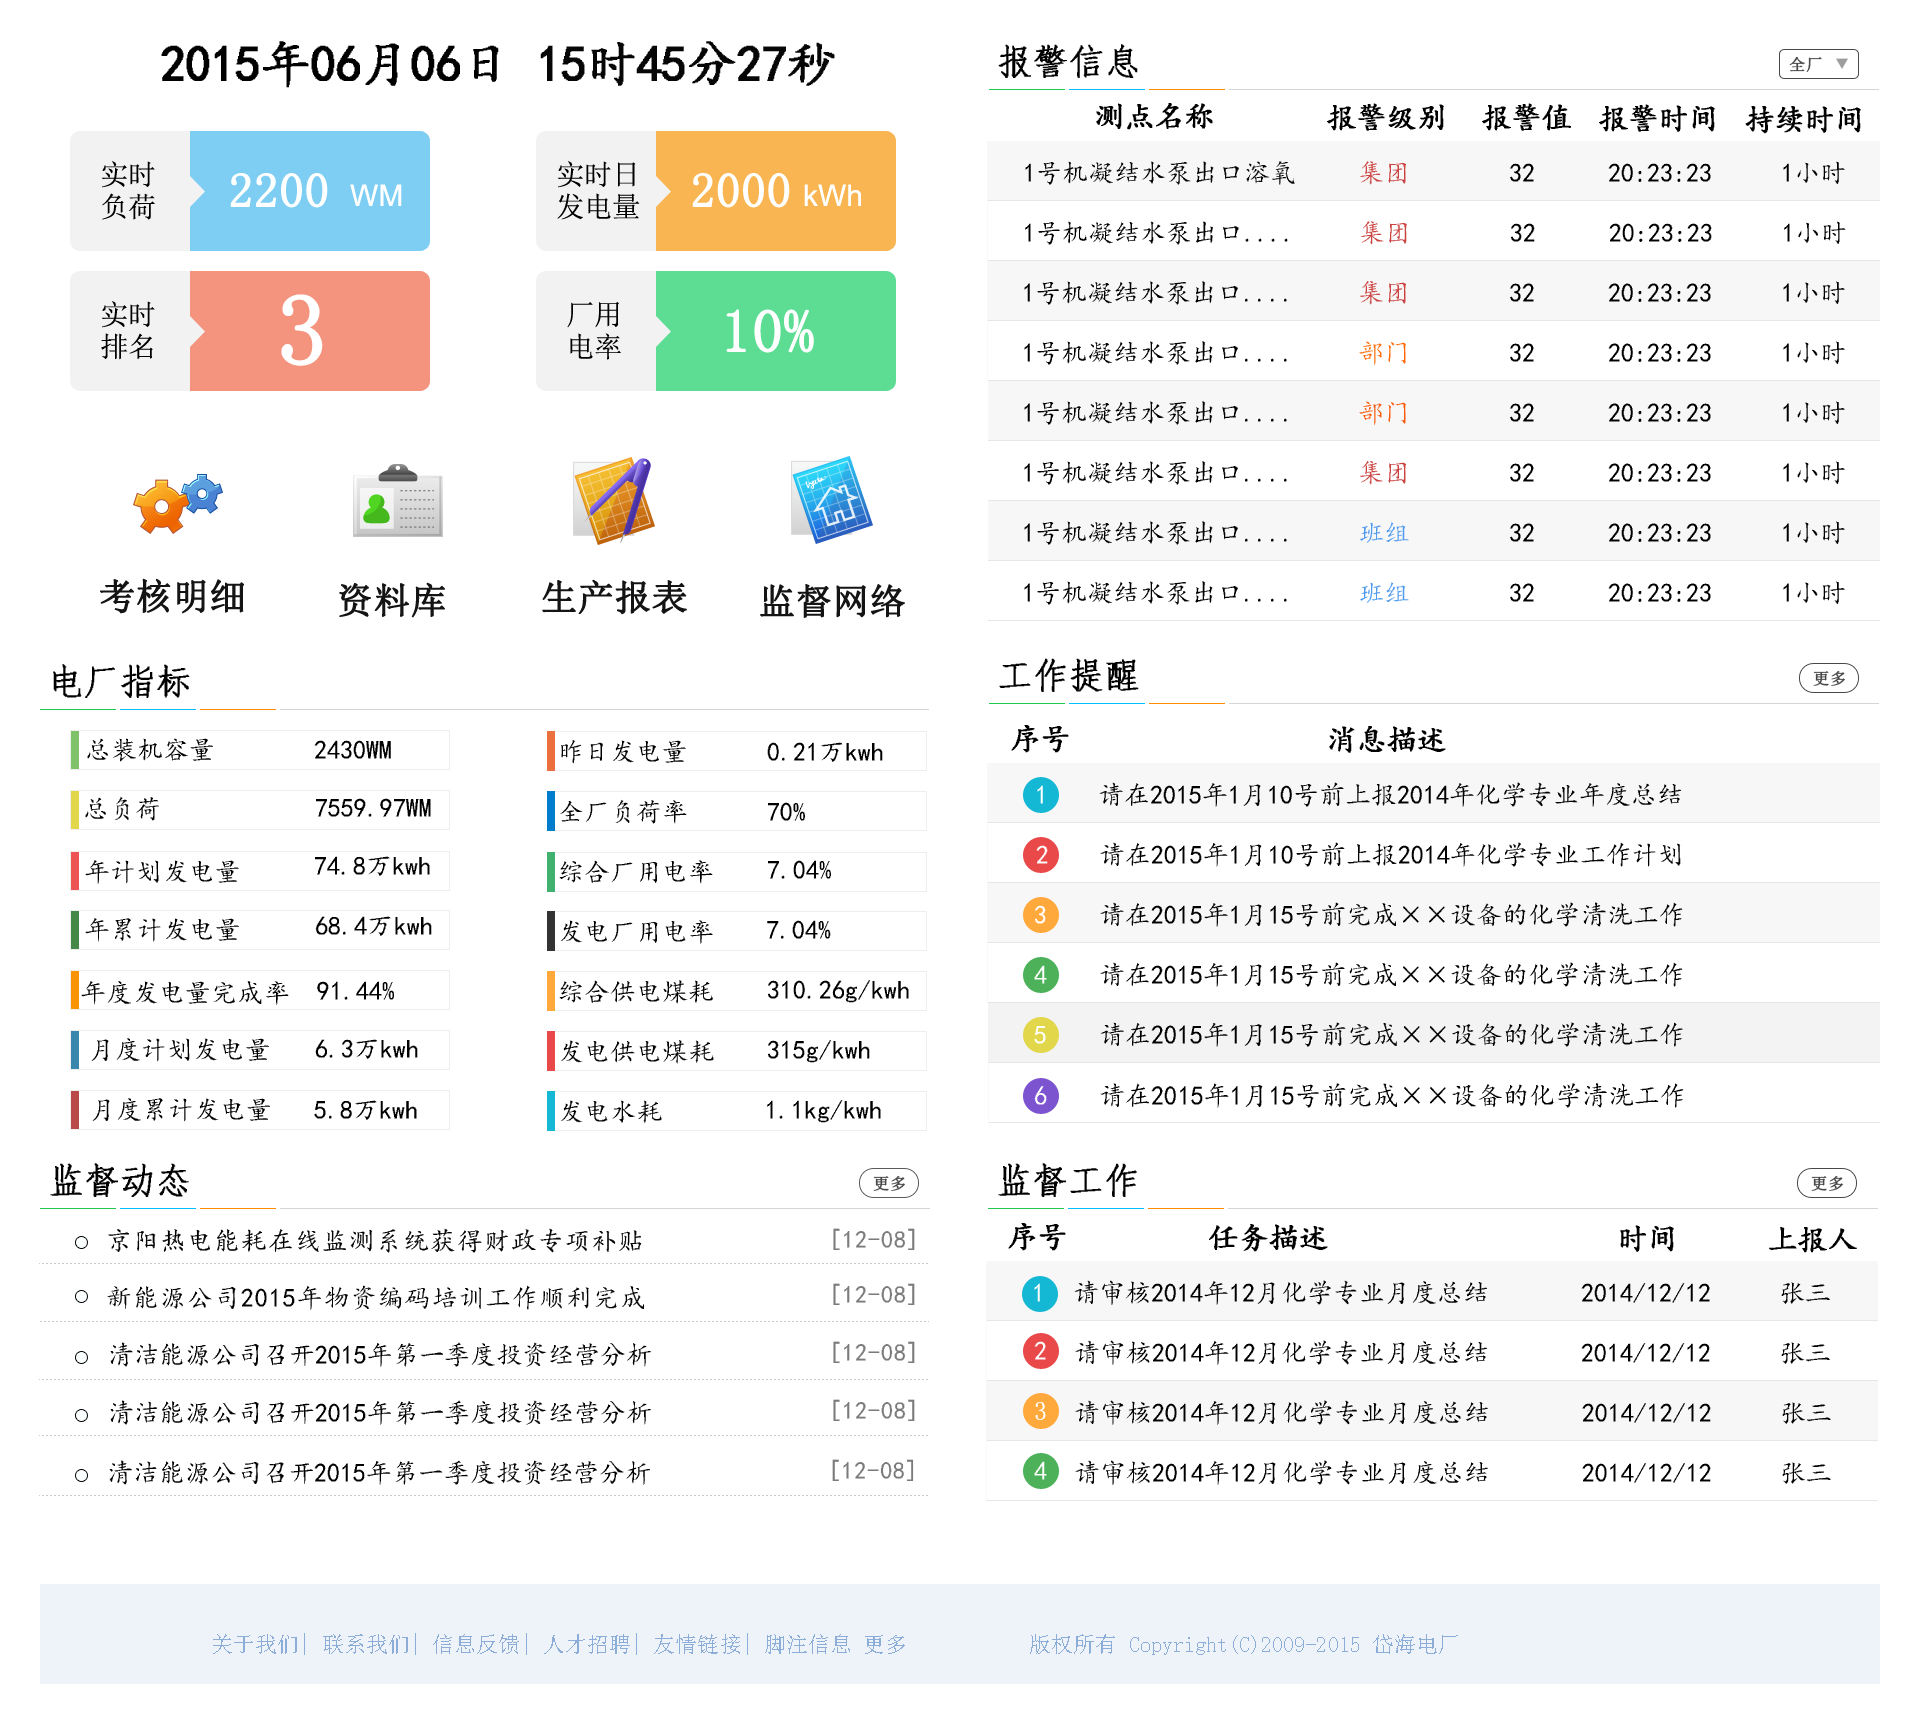 2015年06月06日 15时45分27秒
实时
负荷
2200 WM
实时日
发电量
2000 kWh
实时
排名
3
厂用
电率
10%
考核明细
资料库
生产报表
监督网络
电厂指标
总装机容量 2430WM
昨日发电量 0.21万kwh
总负荷 7559.97WM
全厂负荷率 70%
年计划发电量 74.8万kwh
综合厂用电率 7.04%
年累计发电量 68.4万kwh
发电厂用电率 7.04%
年度发电量完成率 91.44%
综合供电煤耗 310.26g/kwh
月度计划发电量 6.3万kwh
发电供电煤耗 315g/kwh
月度累计发电量 5.8万kwh
发电水耗 1.1kg/kwh
监督动态 更多
京阳热电能耗在线监测系统获得财政专项补贴 [12-08]
新能源公司2015年物资编码培训工作顺利完成 [12-08]
清洁能源公司召开2015年第一季度投资经营分析 [12-08]
清洁能源公司召开2015年第一季度投资经营分析 [12-08]
清洁能源公司召开2015年第一季度投资经营分析 [12-08]
报警信息 全厂
测点名称 报警级别 报警值 报警时间 持续时间
1号机凝结水泵出口溶氧 集团 32 20:23:23 1小时
1号机凝结水泵出口.... 集团 32 20:23:23 1小时
1号机凝结水泵出口.... 集团 32 20:23:23 1小时
1号机凝结水泵出口.... 部门 32 20:23:23 1小时
1号机凝结水泵出口.... 部门 32 20:23:23 1小时
1号机凝结水泵出口.... 集团 32 20:23:23 1小时
1号机凝结水泵出口.... 班组 32 20:23:23 1小时
1号机凝结水泵出口.... 班组 32 20:23:23 1小时
工作提醒 更多
序号 消息描述
1 请在2015年1月10号前上报2014年化学专业年度总结
2 请在2015年1月10号前上报2014年化学专业工作计划
3 请在2015年1月15号前完成××设备的化学清洗工作
4 请在2015年1月15号前完成××设备的化学清洗工作
5 请在2015年1月15号前完成××设备的化学清洗工作
6 请在2015年1月15号前完成××设备的化学清洗工作
监督工作 更多
序号 任务描述 时间 上报人
1 请审核2014年12月化学专业月度总结 2014/12/12 张三
2 请审核2014年12月化学专业月度总结 2014/12/12 张三
3 请审核2014年12月化学专业月度总结 2014/12/12 张三
4 请审核2014年12月化学专业月度总结 2014/12/12 张三
关于我们| 联系我们| 信息反馈| 人才招聘| 友情链接| 脚注信息 更多 版权所有 Copyright(C)2009-2015 岱海电厂